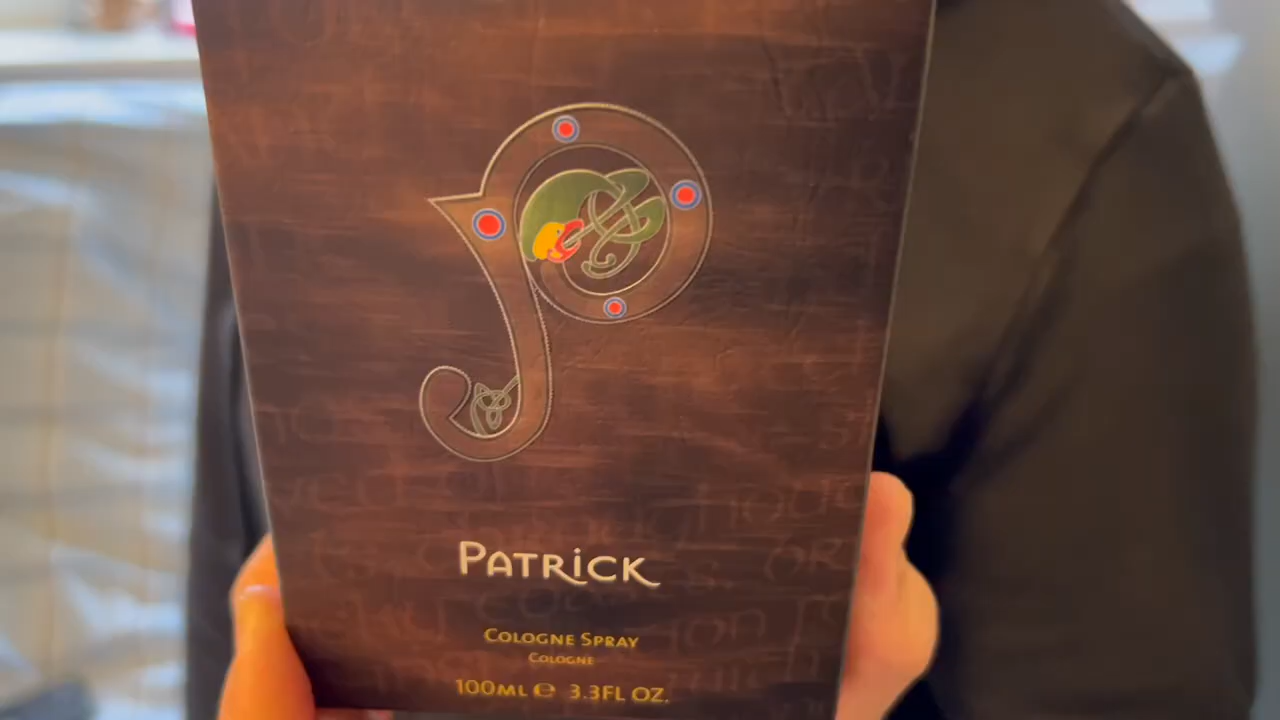 P
PATRICK
COLOGNE SPRAY
COLOGNE
100ML ℮ 3.3FL OZ.